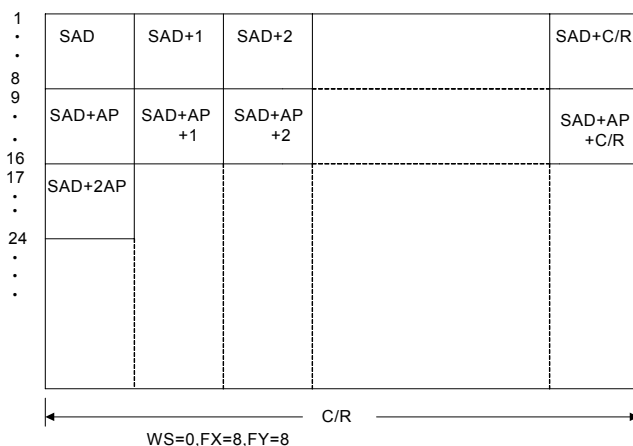 1
·
·
8
SAD
SAD+1
SAD+2
SAD+C/R
9
·
·
16
SAD+AP
SAD+AP
+1
SAD+AP
+2
SAD+AP
+C/R
17
·
·
24
SAD+2AP
·
·
·
C/R
WS=0,FX=8,FY=8